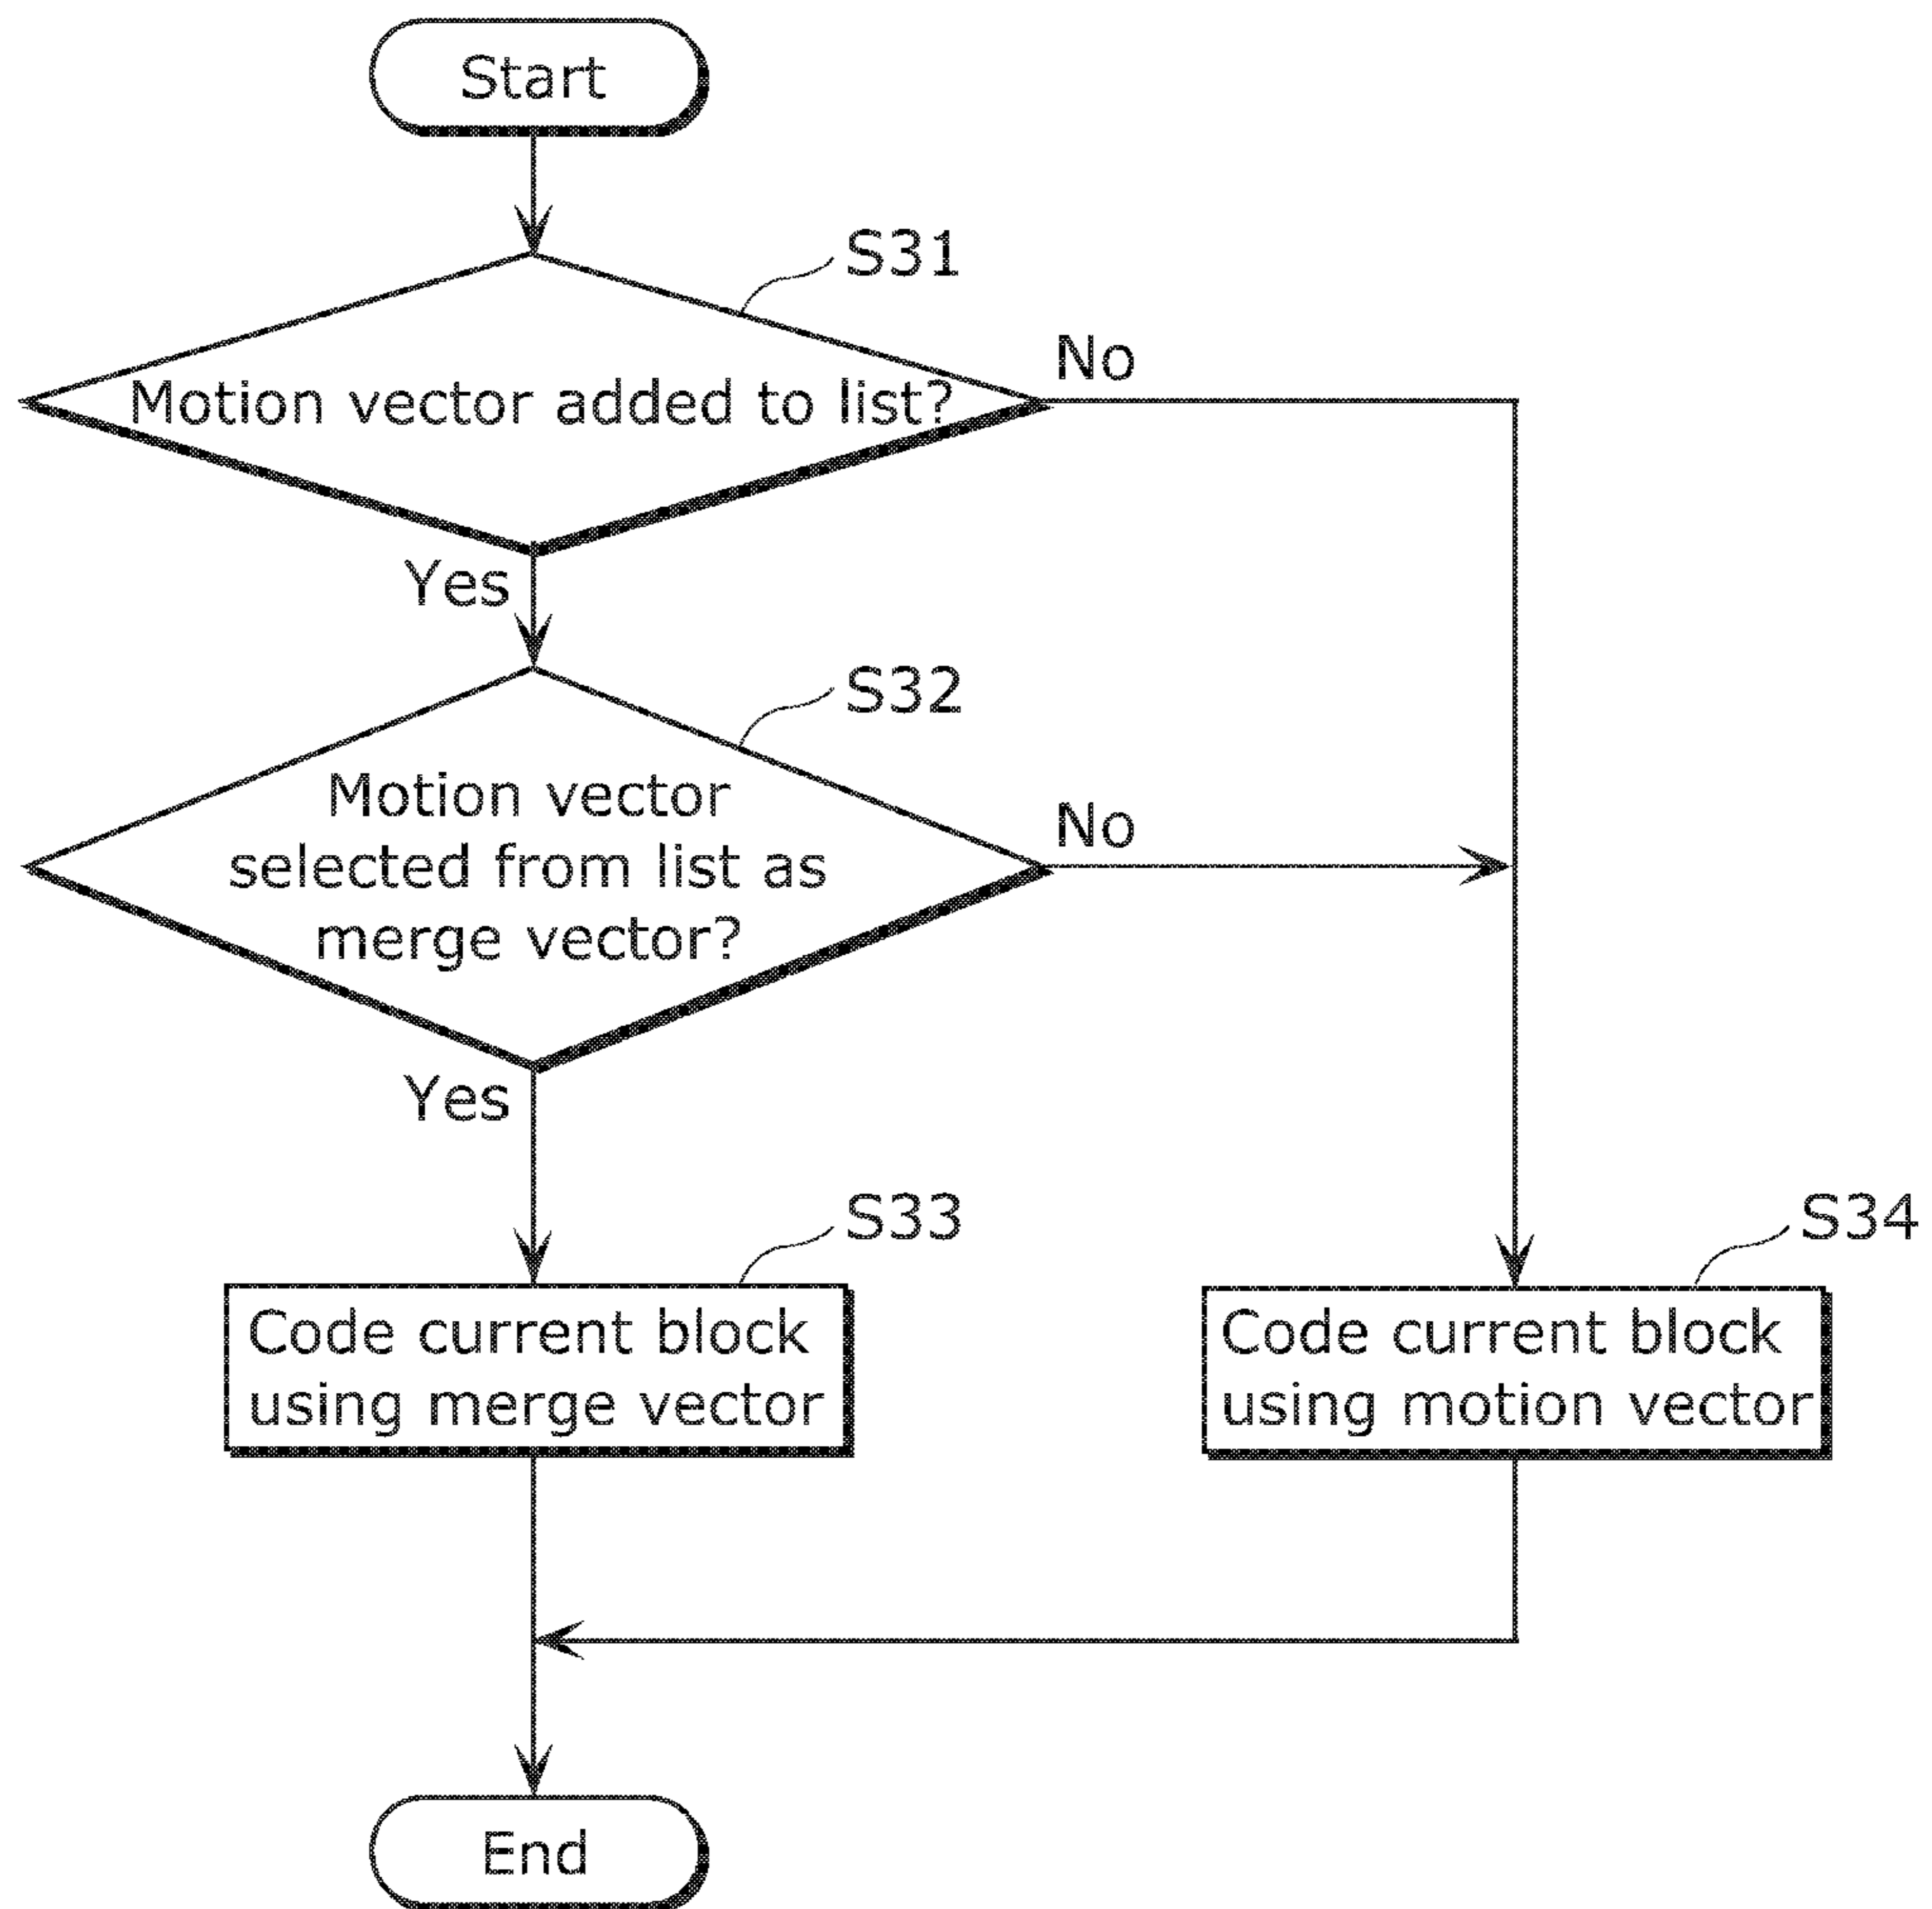 Start
S31
Motion vector added to list?
No
Yes
S32
Motion vector
selected from list as
merge vector?
No
Yes
S33
Code current block
using merge vector
S34
Code current block
using motion vector
End